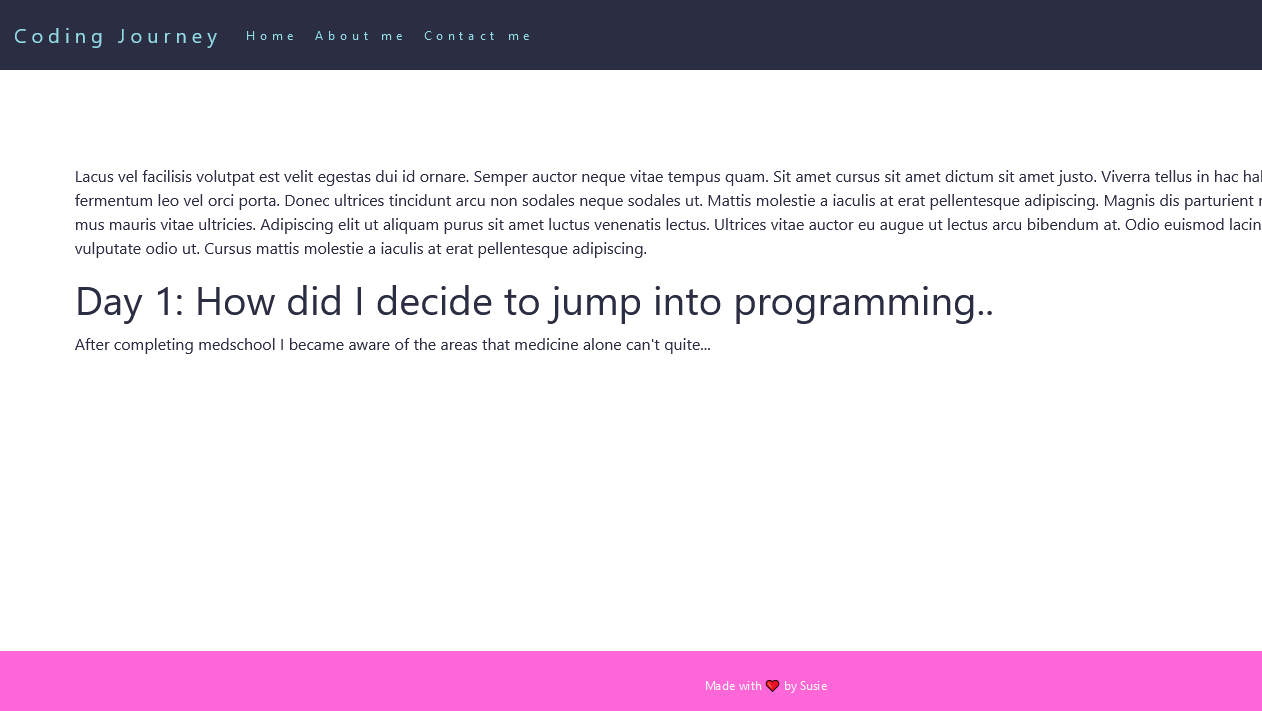 Coding Journey Home About me Contact me
Lacus vel facilisis volutpat est velit egestas dui id ornare. Semper auctor neque vitae tempus quam. Sit amet cursus sit amet dictum sit amet justo. Viverra tellus in hac
fermentum leo vel orci porta. Donec ultrices tincidunt arcu non sodales neque sodales ut. Mattis molestie a iaculis at erat pellentesque adipiscing. Magnis dis parturient
mus mauris vitae ultricies. Adipiscing elit ut aliquam purus sit amet luctus venenatis lectus. Ultrices vitae auctor eu augue ut lectus arcu bibendum at. Odio euismod
vulputate odio ut. Cursus mattis molestie a iaculis at erat pellentesque adipiscing.
Day 1: How did I decide to jump into programming..
After completing medschool I became aware of the areas that medicine alone can't quite...
Made with ❤ by Susie